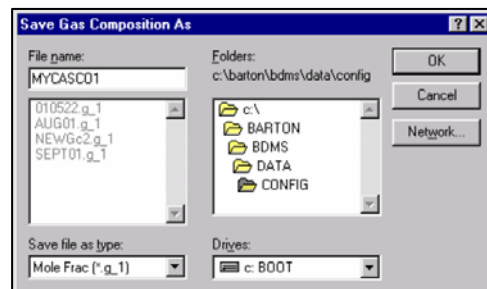 Save Gas Composition As
File name:
MYCASCO1
010522.g_1
AUG01.g_1
NEWGc2.g_1
SEPT01.g_1
Save file as type:
Mole Frac (*.g_1)
Folders:
c:\barton\bdms\data\config
c:\
BARTON
BDMS
DATA
CONFIG
Drives:
c: BOOT
OK
Cancel
Network...